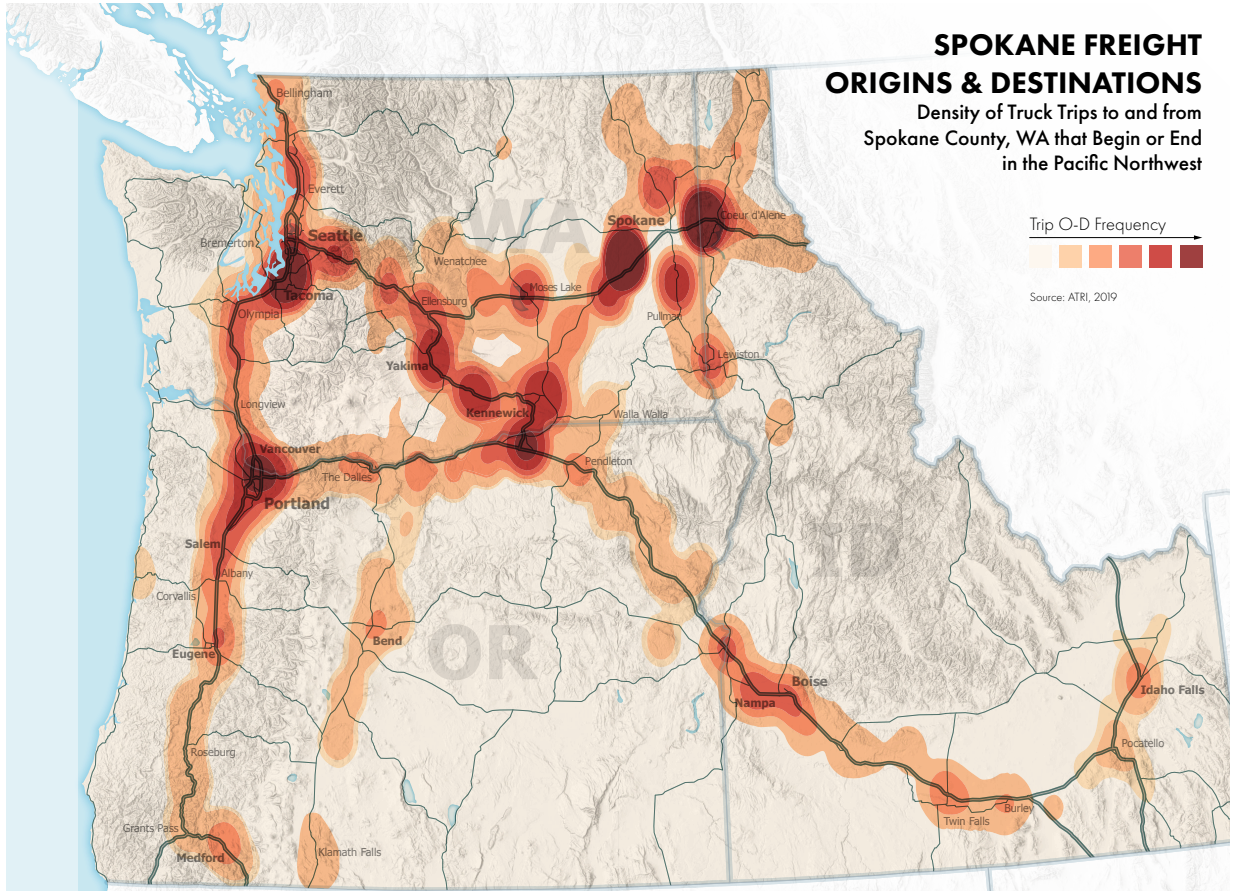 SPOKANE FREIGHT
ORIGINS & DESTINATIONS
Density of Truck Trips to and from
Spokane County, WA that Begin or End
in the Pacific Northwest
Trip O-D Frequency
Source: ATRI, 2019
Bellingham
Everett
WA
Spokane
Coeur d'Alene
Bremerton
Seattle
Wenatchee
Tacoma
Ellensburg
Moses Lake
Olympia
Pullman
Yakima
Lewiston
Longview
Kennewick
Walla Walla
Vancouver
Pendleton
The Dalles
Portland
Salem
ID
Albany
Corvallis
Bend
OR
Eugene
Boise
Idaho Falls
Nampa
Pocatello
Roseburg
Burley
Twin Falls
Grants Pass
Medford
Klamath Falls